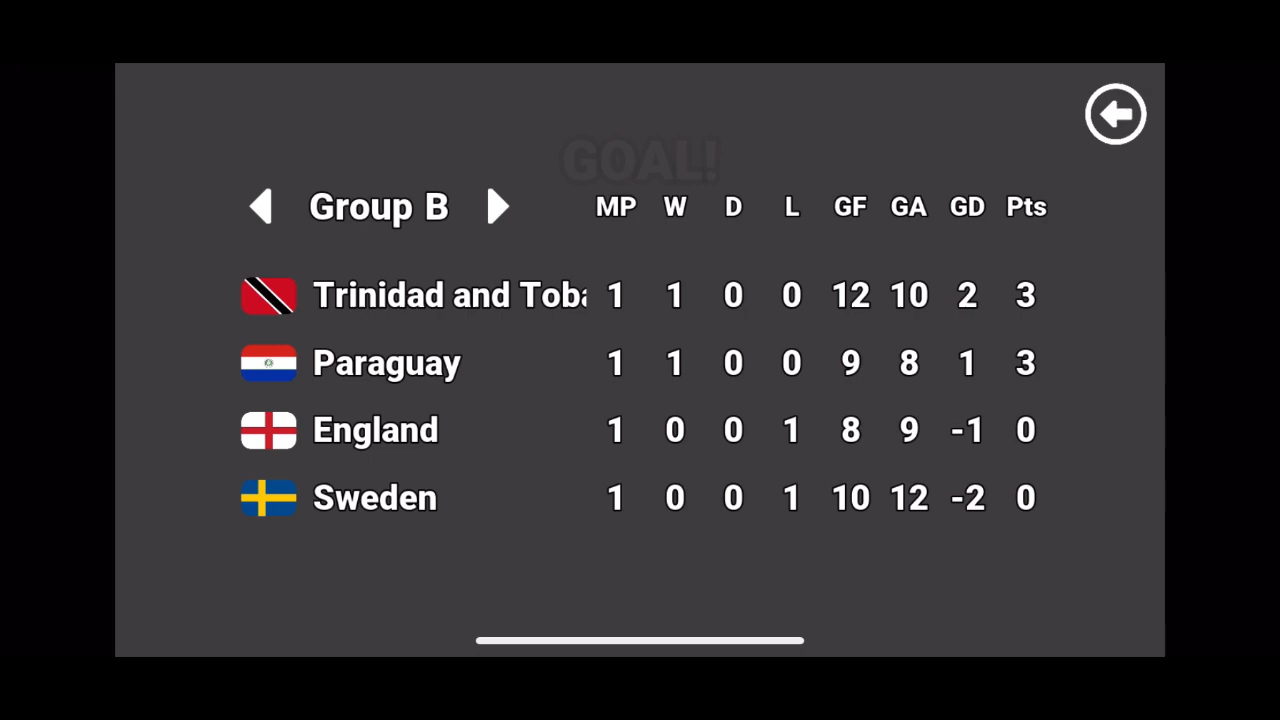 GOAL!
Group B MP W D L GF GA GD Pts
Trinidad and Toba 1 1 0 0 12 10 2 3
Paraguay 1 1 0 0 9 8 1 3
England 1 0 0 1 8 9 -1 0
Sweden 1 0 0 1 10 12 -2 0